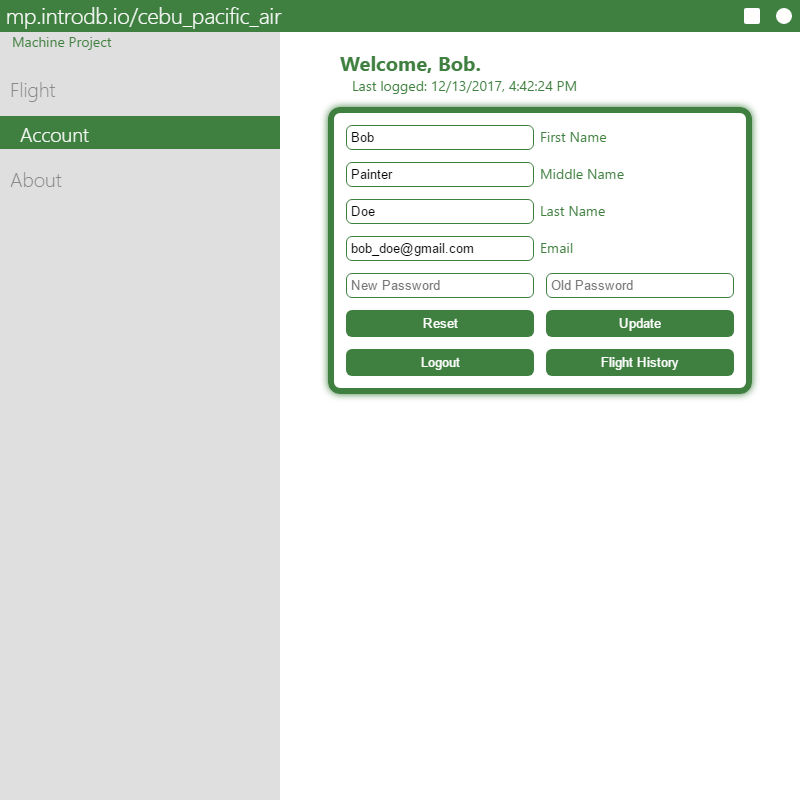 mp.introdb.io/cebu_pacific_air
Machine Project
Flight
Account
About
Welcome, Bob.
Last logged: 12/13/2017, 4:42:24 PM
Bob First Name
Painter Middle Name
Doe Last Name
bob_doe@gmail.com Email
New Password Old Password
Reset Update
Logout Flight History